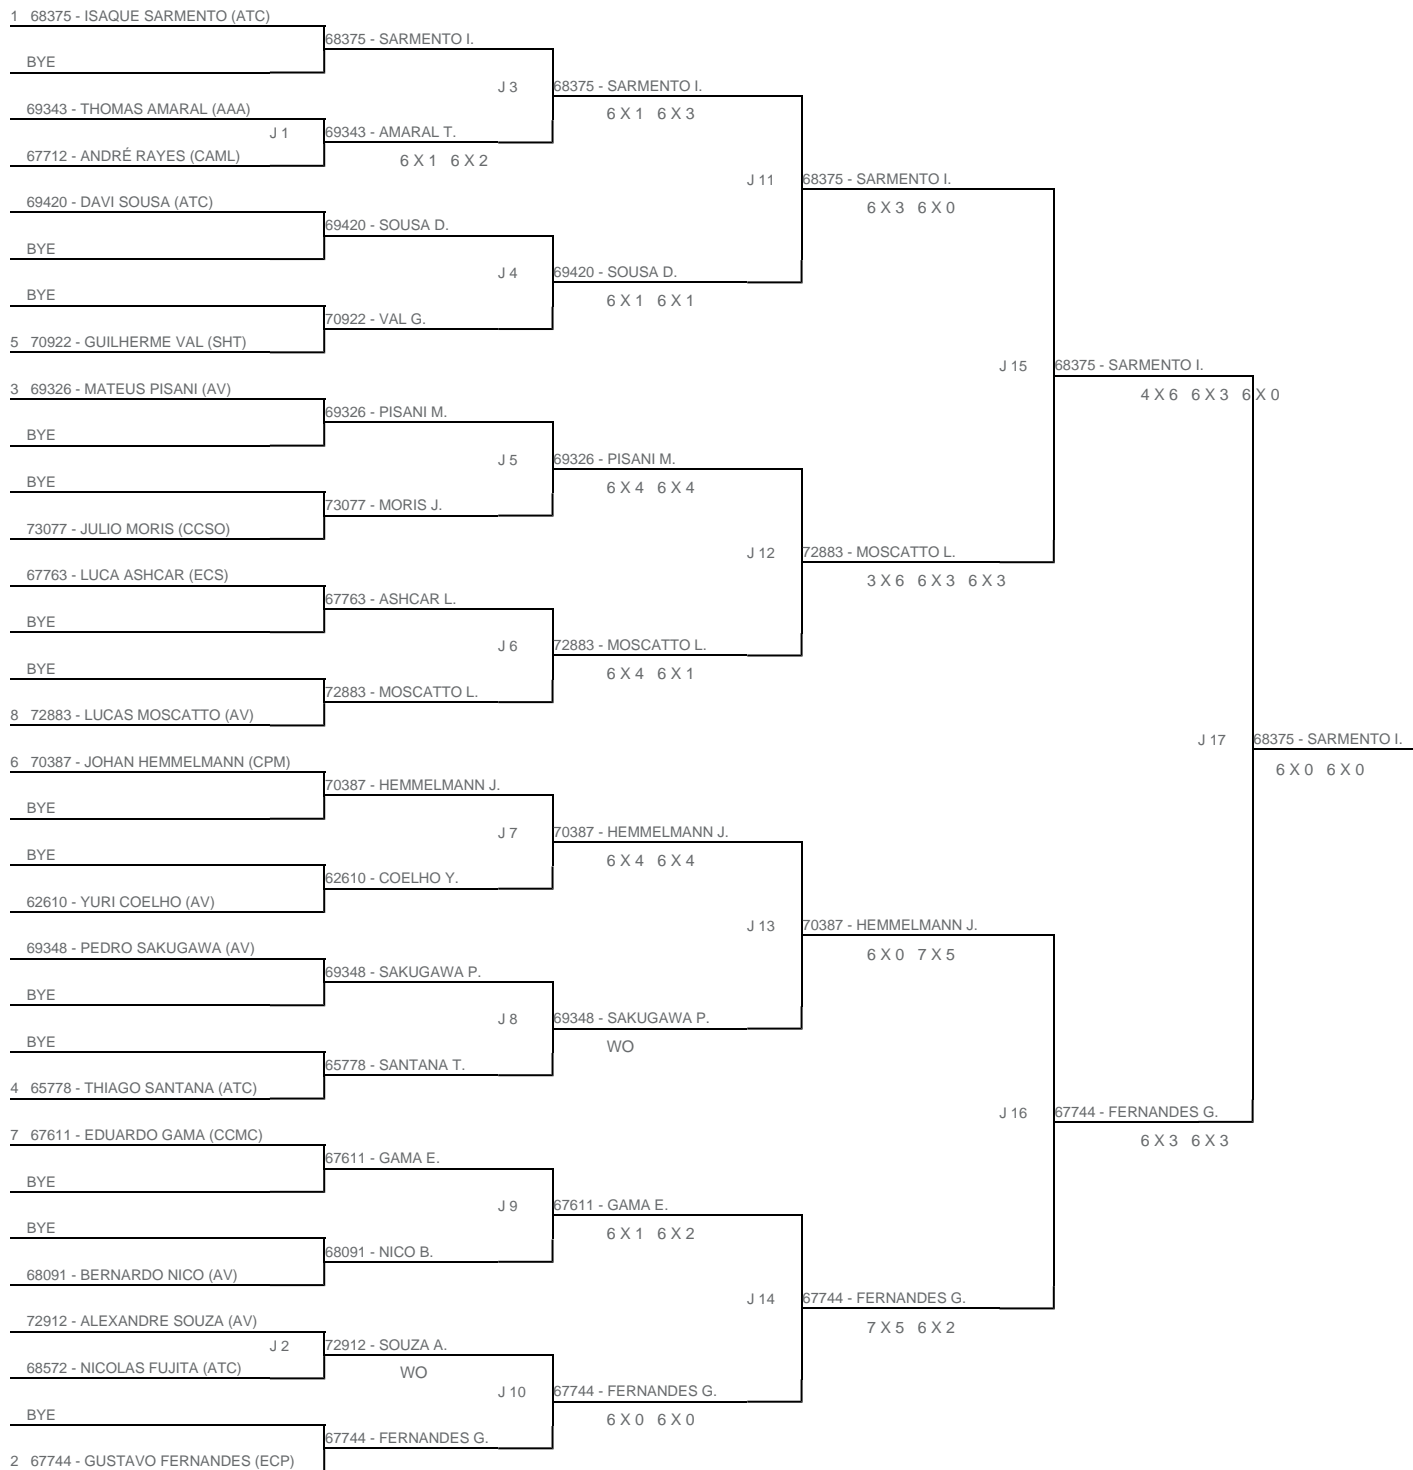 1 68375 - ISAQUE SARMENTO (ATC)
68375 - SARMENTO I.
BYE
J 3
68375 - SARMENTO I.
6 X 1 6 X 3
69343 - THOMAS AMARAL (AAA)
J 1
69343 - AMARAL T.
67712 - ANDRÉ RAYES (CAML)
6 X 1 6 X 2
J 11
68375 - SARMENTO I.
6 X 3 6 X 0
69420 - DAVI SOUSA (ATC)
69420 - SOUSA D.
BYE
J 4
69420 - SOUSA D.
6 X 1 6 X 1
BYE
70922 - VAL G.
5 70922 - GUILHERME VAL (SHT)
J 15
68375 - SARMENTO I.
4 X 6 6 X 3 6 X 0
3 69326 - MATEUS PISANI (AV)
69326 - PISANI M.
BYE
J 5
69326 - PISANI M.
6 X 4 6 X 4
BYE
73077 - MORIS J.
73077 - JULIO MORIS (CCSO)
J 12
72883 - MOSCATTO L.
3 X 6 6 X 3 6 X 3
67763 - LUCA ASHCAR (ECS)
67763 - ASHCAR L.
BYE
J 6
72883 - MOSCATTO L.
6 X 4 6 X 1
BYE
72883 - MOSCATTO L.
8 72883 - LUCAS MOSCATTO (AV)
J 17
68375 - SARMENTO I.
6 X 0 6 X 0
6 70387 - JOHAN HEMMELMANN (CPM)
70387 - HEMMELMANN J.
BYE
J 7
70387 - HEMMELMANN J.
6 X 4 6 X 4
BYE
62610 - COELHO Y.
62610 - YURI COELHO (AV)
J 13
70387 - HEMMELMANN J.
6 X 0 7 X 5
69348 - PEDRO SAKUGAWA (AV)
69348 - SAKUGAWA P.
BYE
J 8
69348 - SAKUGAWA P.
WO
BYE
65778 - SANTANA T.
4 65778 - THIAGO SANTANA (ATC)
J 16
67744 - FERNANDES G.
6 X 3 6 X 3
7 67611 - EDUARDO GAMA (CCMC)
67611 - GAMA E.
BYE
J 9
67611 - GAMA E.
6 X 1 6 X 2
BYE
68091 - NICO B.
68091 - BERNARDO NICO (AV)
J 14
67744 - FERNANDES G.
7 X 5 6 X 2
72912 - ALEXANDRE SOUZA (AV)
J 2
72912 - SOUZA A.
68572 - NICOLAS FUJITA (ATC)
WO
J 10
67744 - FERNANDES G.
6 X 0 6 X 0
BYE
67744 - FERNANDES G.
2 67744 - GUSTAVO FERNANDES (ECP)